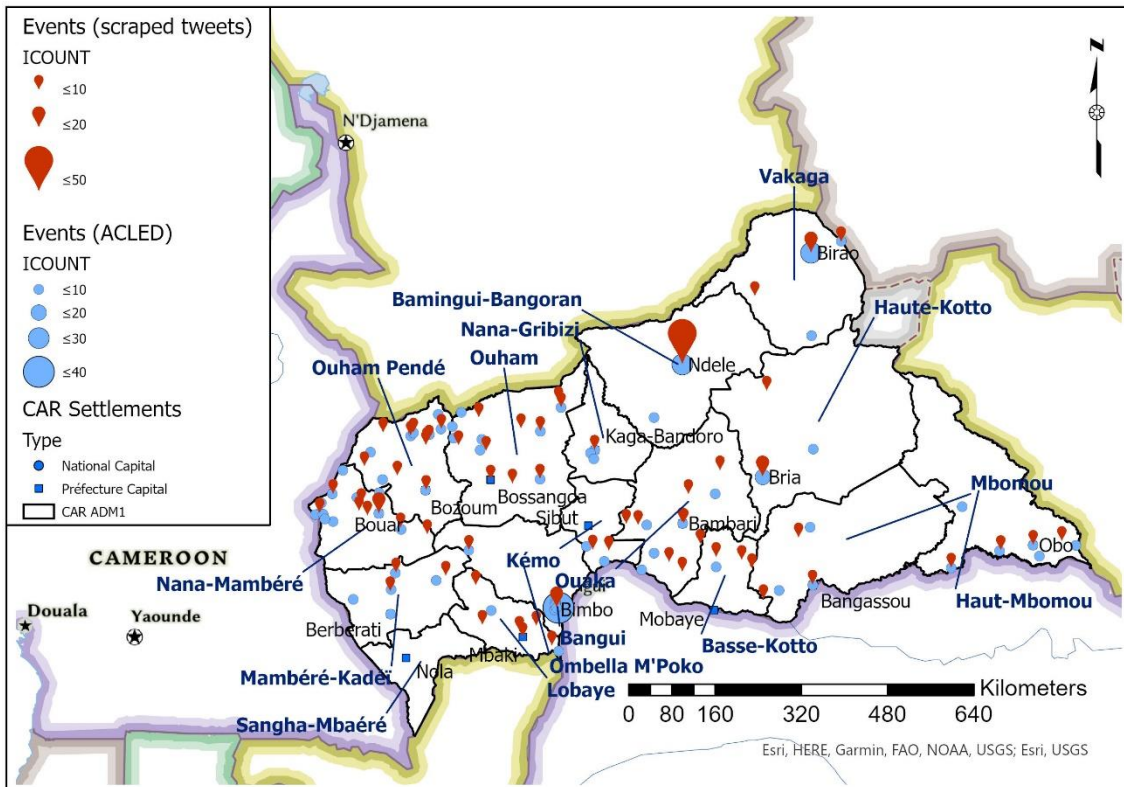 Events (scraped tweets)
ICOUNT
≤10
≤20
≤50
Events (ACLED)
ICOUNT
≤10
≤20
≤30
≤40
CAR Settlements
Type
National Capital
Préfecture Capital
CAR ADM1
N
N'Djamena
Vakaga
Birao
Bamingui-Bangoran
Haute-Kotto
Nana-Gribizi
Ouham
Ndele
Ouham Pendé
Kaga-Bandoro
Bria
Mbomou
Bossangoa
Bozoum
Sibut
Bambari
Bouar
Obo
CAMEROON
Kémo
Nana-Mambéré
Ouaka
Bangassou
Haut-Mbomou
Douala
Yaounde
Bimbo
Mobaye
Berberati
Bangui
Basse-Kotto
Mbaki
Nola
Ombella M'Poko
Mambéré-Kadeï
Lobaye
Kilometers
Sangha-Mbaéré
0 80 160 320 480 640
Esri, HERE, Garmin, FAO, NOAA, USGS; Esri, USGS